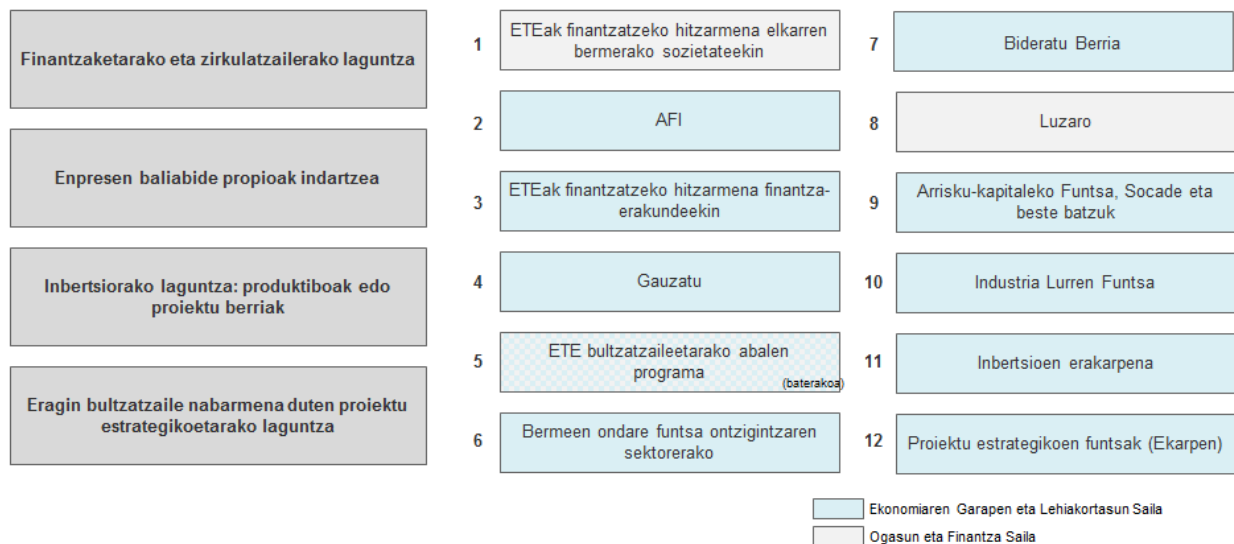 Finantzaketarako eta zirkulatzailerako laguntza
Enpresen baliabide propioak indartzea
Inbertsiorako laguntza: produktiboak edo
proiektu berriak
Eragin bultzatzaile nabarmena duten proiektu
estrategikoetarako laguntza
1
ETEak finantzatzeko hitzarmena elkarren
bermerako sozietateekin
2
AFI
3
ETEak finantzatzeko hitzarmena finantza-
erakundeekin
4
Gauzatu
5
ETE bultzatzaileetarako abalen
programa
(baterakoa)
6
Bermeen ondare funtsa ontzigintzaren
sektorerako
7
Bideratu Berria
8
Luzaro
9
Arrisku-kapitaleko Funtsa, Socade eta
beste batzuk
10
Industria Lurren Funtsa
11
Inbertsioen erakarpena
12
Proiektu estrategikoen funtsak (Ekarpen)
Ekonomiaren Garapen eta Lehiakortasun Saila
Ogasun eta Finantza Saila